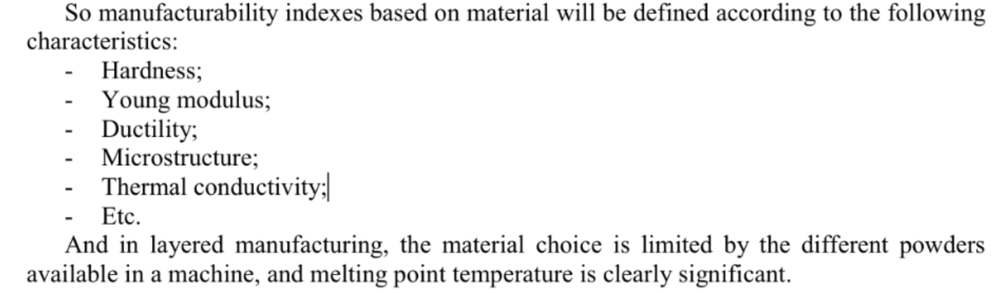 So manufacturability indexes based on material will be defined according to the following
characteristics:
- Hardness;
- Young modulus;
- Ductility;
- Microstructure;
- Thermal conductivity;
- Etc.
And in layered manufacturing, the material choice is limited by the different powders
available in a machine, and melting point temperature is clearly significant.